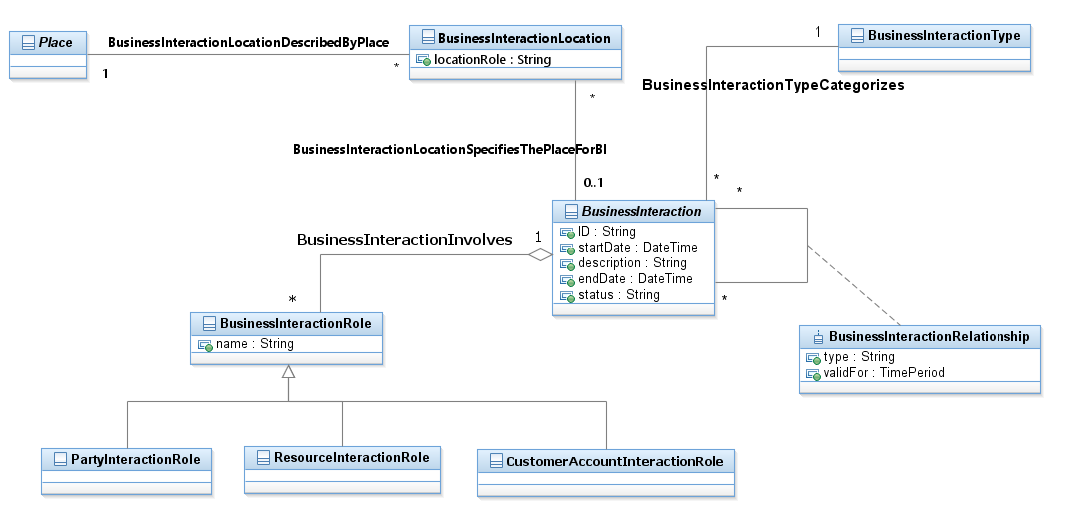 Place
BusinessInteractionLocationDescribedByPlace
1
*
BusinessInteractionLocation
locationRole : String
1
BusinessInteractionType
BusinessInteractionTypeCategorizes
*
BusinessInteractionLocationSpecifiesThePlaceForBI
0..1
*
*
BusinessInteraction
ID : String
startDate : DateTime
description : String
endDate : DateTime
status : String
BusinessInteractionInvolves
1
*
*
BusinessInteractionRole
name : String
BusinessInteractionRelationship
type : String
validFor : TimePeriod
PartyInteractionRole
ResourceInteractionRole
CustomerAccountInteractionRole